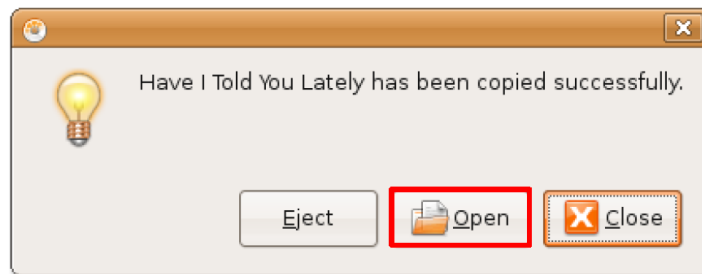 Have I Told You Lately has been copied successfully.
Eject Open Close